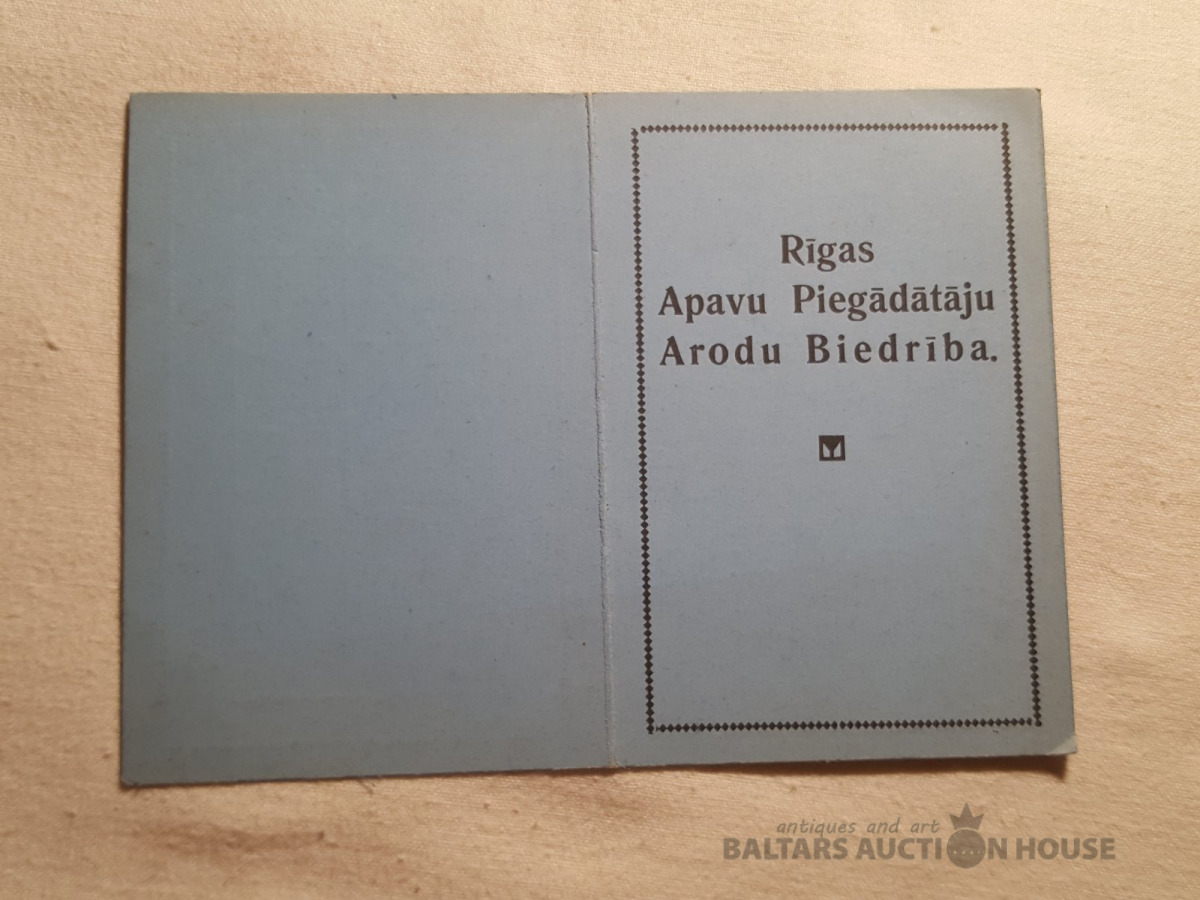 Rīgas
Apavu Piegādātāju
Arodu Biedrība.
antiques and art
BALTARS AUCTION HOUSE